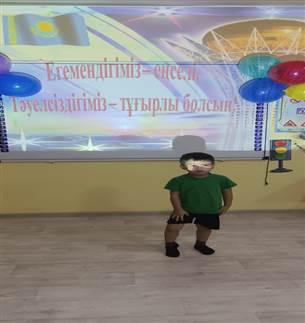 Егемендігіміз – еңселі,
Тәуелсіздігіміз – тұғырлы болсын!